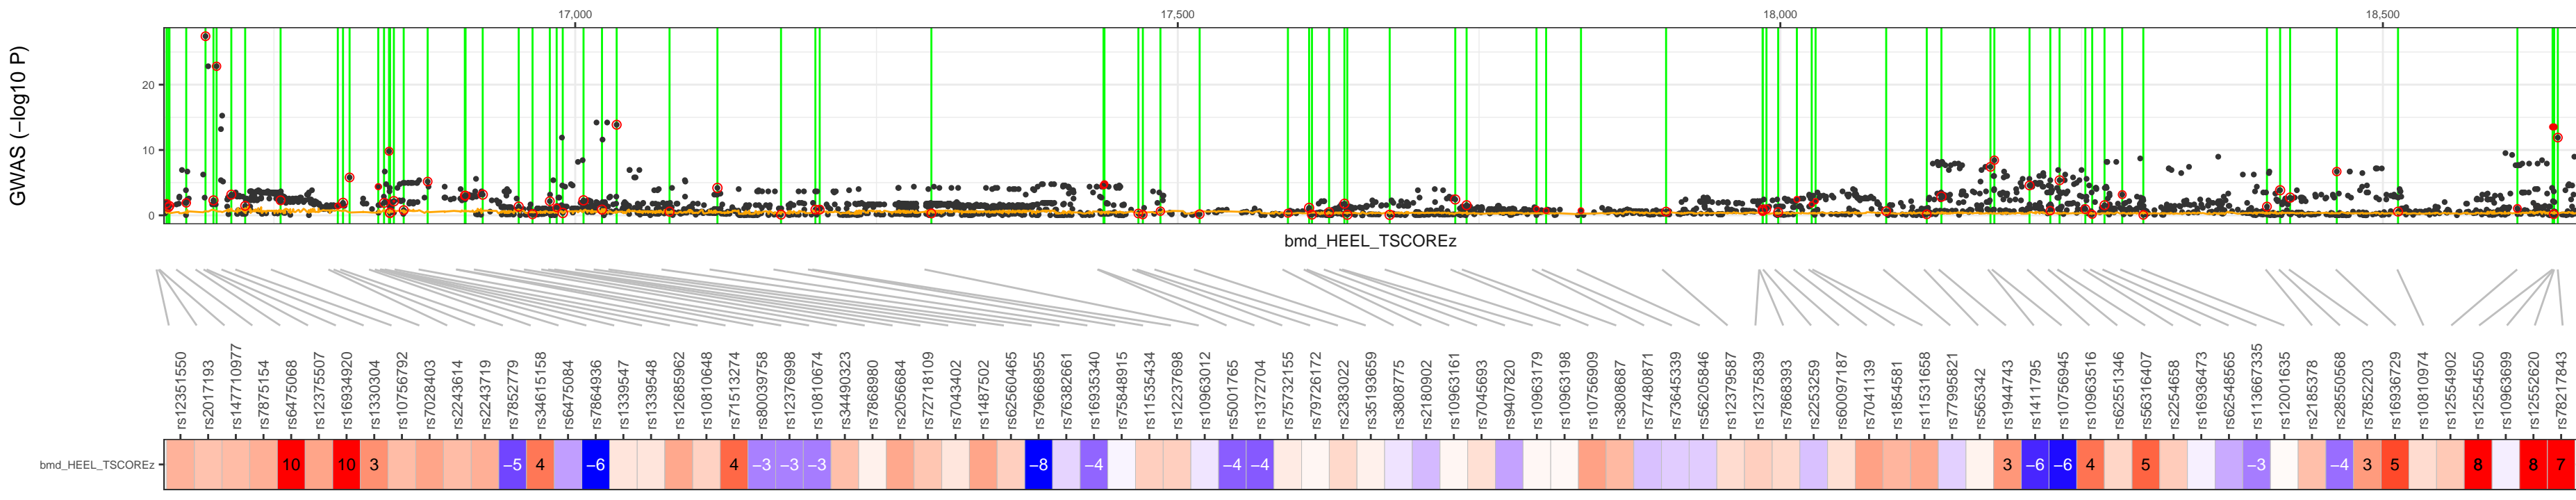 17,000 17,500 18,000 18,500
GWAS (−log10 P)
20
10
0
bmd_HEEL_TSCOREz
rs12351550
rs2017193
rs147710977
rs7875154
rs6475068
rs12375507
rs16934920
rs1330304
rs10756792
rs7028403
rs2243614
rs2243719
rs7852779
rs34615158
rs6475084
rs7864936
rs1339547
rs1339548
rs12685962
rs10810648
rs71513274
rs80039758
rs12376998
rs10810674
rs34490323
rs7868980
rs2056684
rs72718109
rs7043402
rs1487502
rs62560465
rs79668955
rs76382661
rs16935340
rs75848915
rs11535434
rs12237698
rs10963012
rs5001765
rs1372704
rs75732155
rs79726172
rs2383022
rs35193659
rs3808775
rs2180902
rs10963161
rs7045693
rs9407820
rs10963179
rs10963198
rs10756909
rs3808687
rs77480871
rs73645339
rs56205846
rs12379587
rs12375839
rs7868393
rs2253259
rs60097187
rs7041139
rs1854581
rs11531658
rs77795821
rs565342
rs1944743
rs1411795
rs10756945
rs10963516
rs62551346
rs56316407
rs2254658
rs16936473
rs62548565
rs113667335
rs12001635
rs2185378
rs28550568
rs7852203
rs16936729
rs10810974
rs12554902
rs12554550
rs10963699
rs12552620
rs78217843
bmd_HEEL_TSCOREz 10 10 3 −5 4 −6 4 −3 −3 −3 −8 −4 −4 −4 3 −6 −6 4 5 −3 −4 3 5 8 8 7